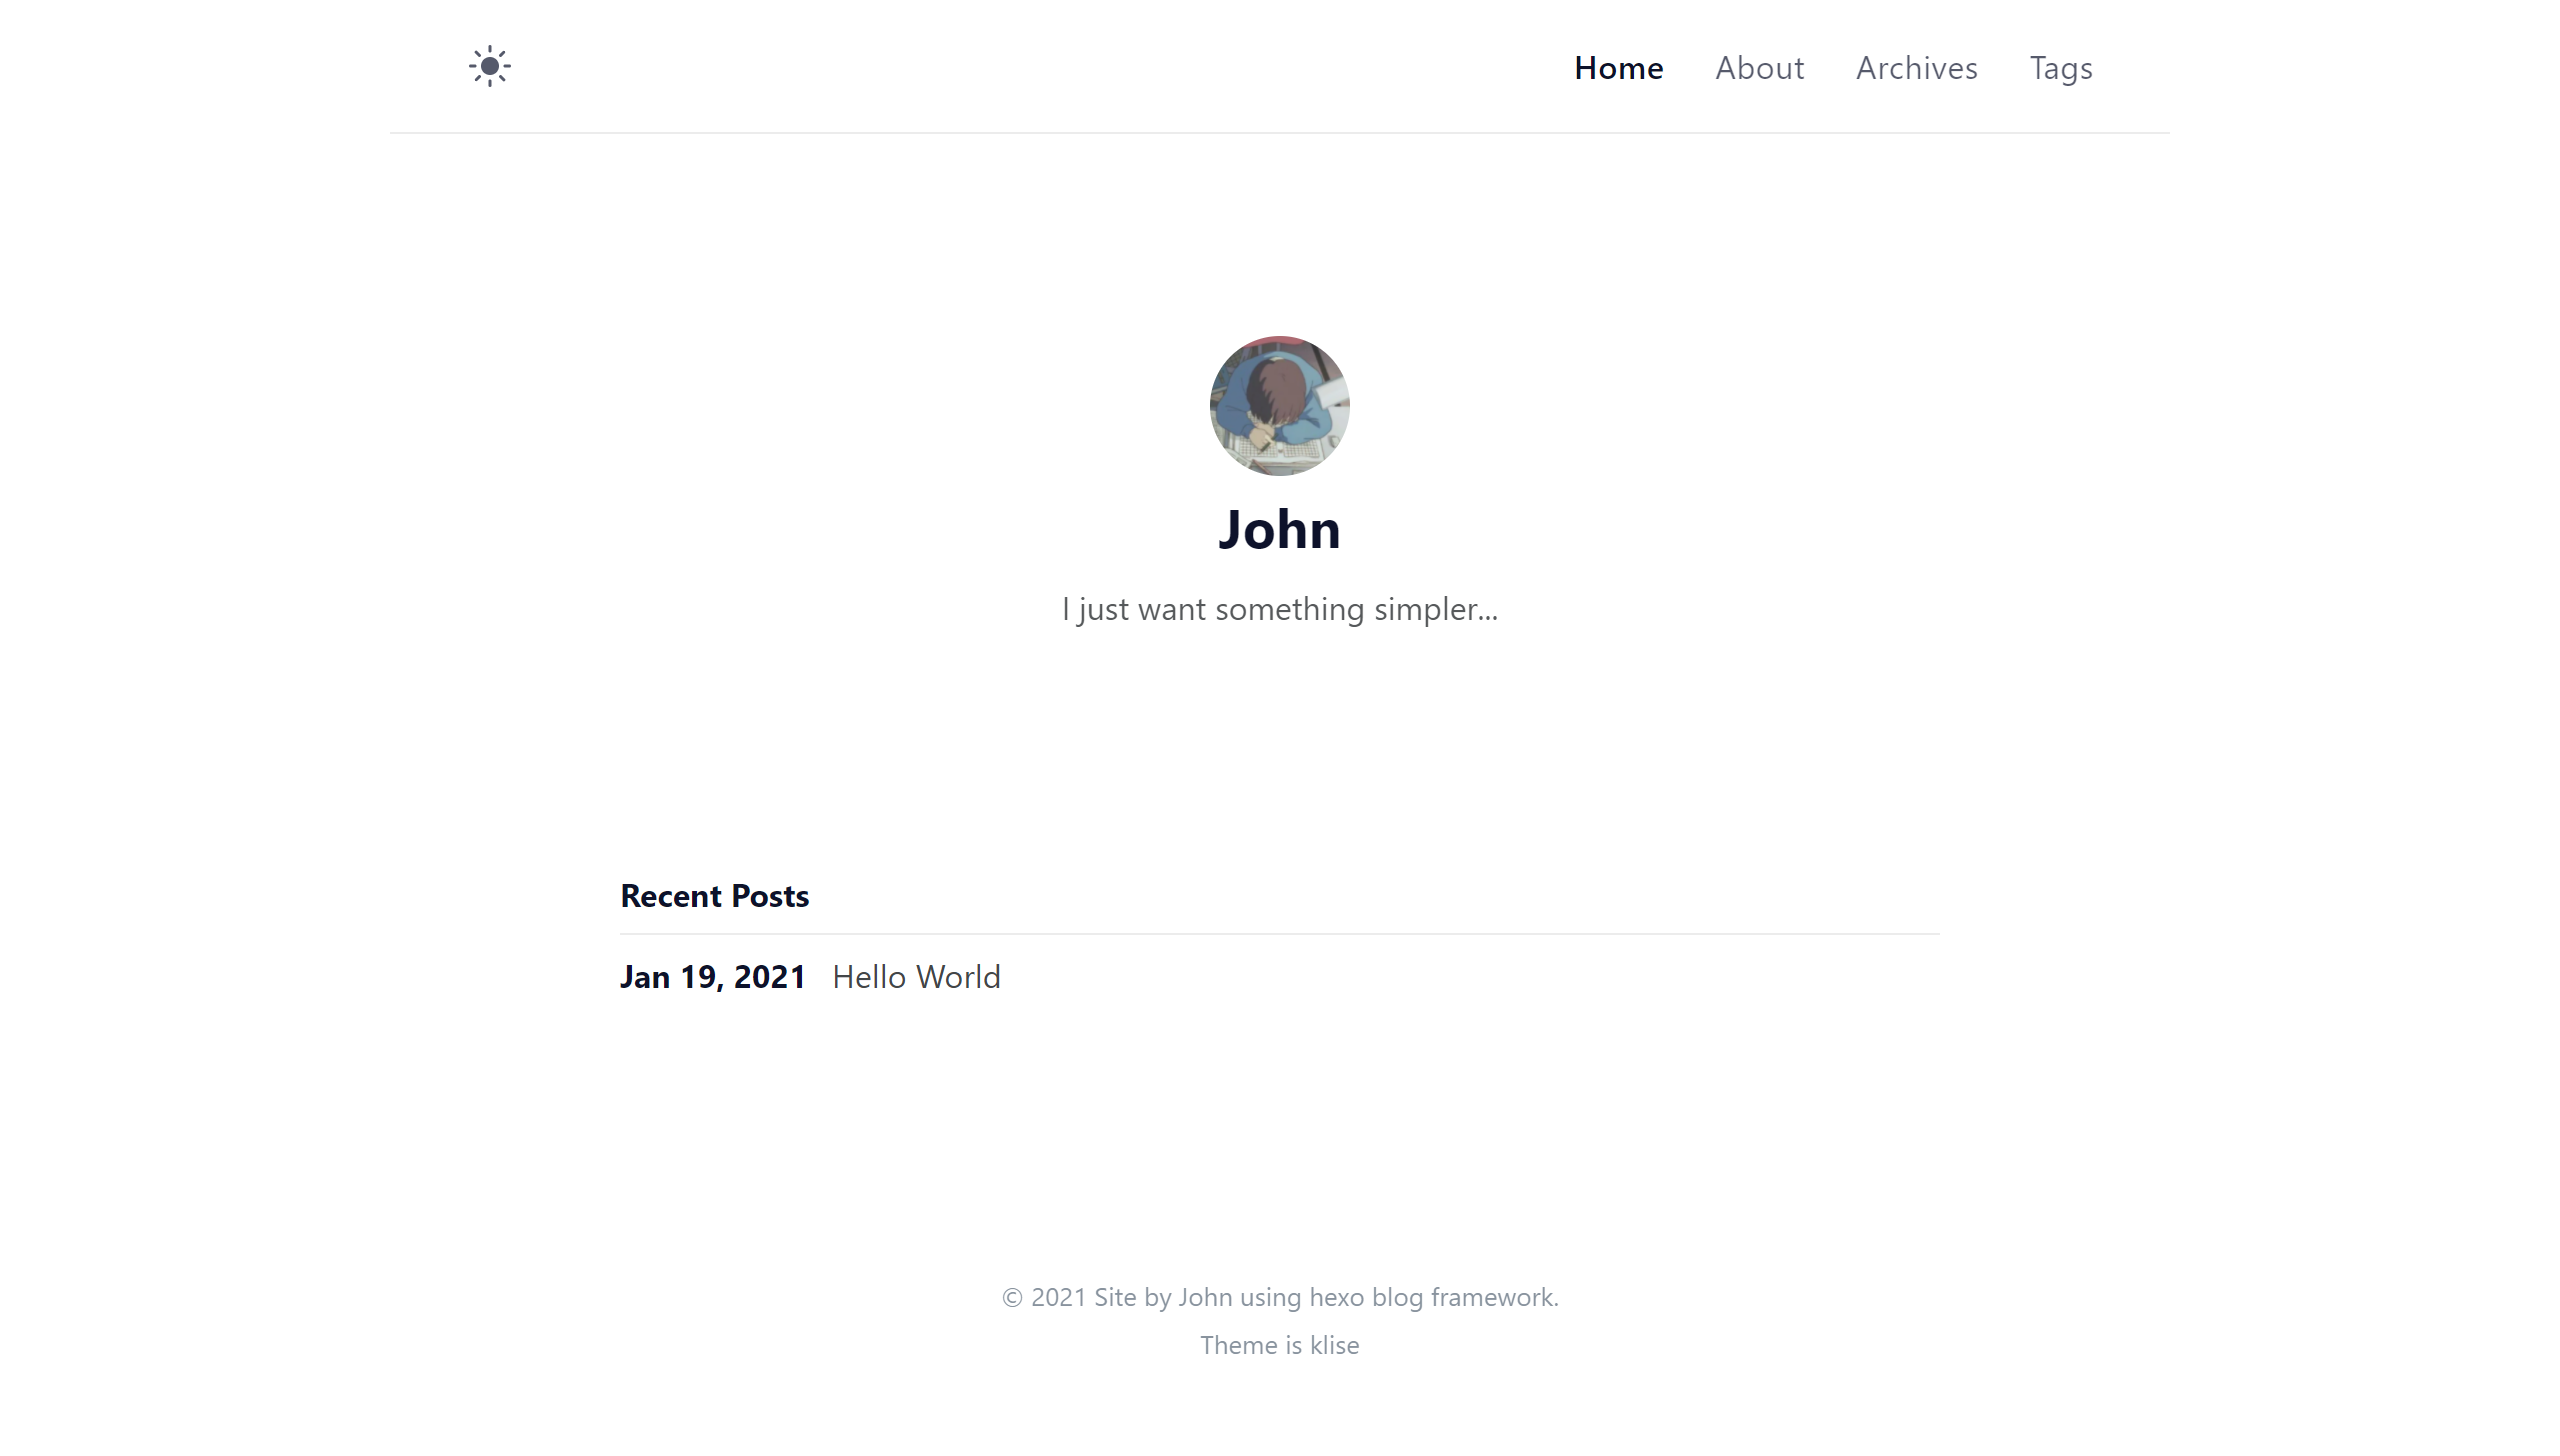 Home About Archives Tags
John
I just want something simpler...
Recent Posts
Jan 19, 2021 Hello World
© 2021 Site by John using hexo blog framework.
Theme is klise